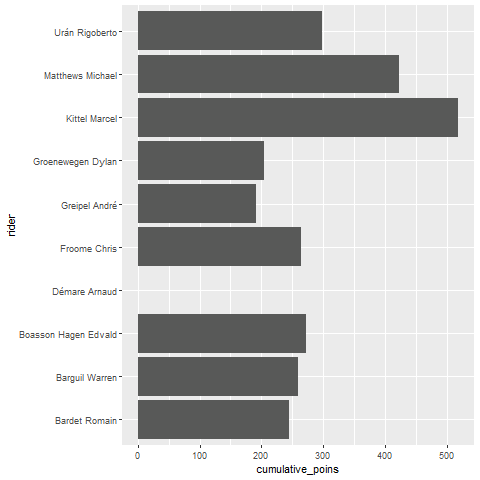 Urán Rigoberto
Matthews Michael
Kittel Marcel
Groenewegen Dylan
Greipel André
Froome Chris
Démare Arnaud
Boasson Hagen Edvald
Barguil Warren
Bardet Romain
rider
0 100 200 300 400 500
cumulative_poins